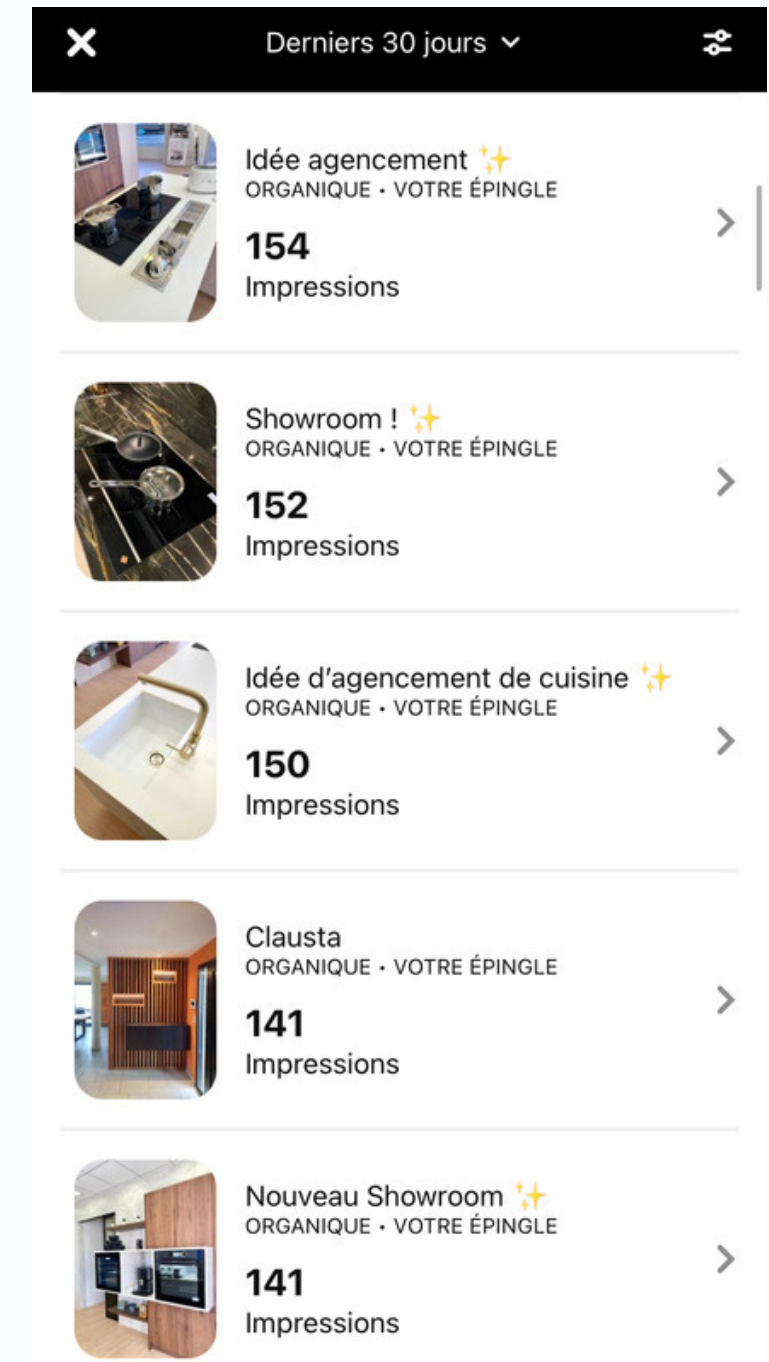 Derniers 30 jours
Idée agencement ✨
ORGANIQUE • VOTRE ÉPINGLE
154
Impressions
Showroom ! ✨
ORGANIQUE • VOTRE ÉPINGLE
152
Impressions
Idée d’agencement de cuisine ✨
ORGANIQUE • VOTRE ÉPINGLE
150
Impressions
Clausta
ORGANIQUE • VOTRE ÉPINGLE
141
Impressions
Nouveau Showroom ✨
ORGANIQUE • VOTRE ÉPINGLE
141
Impressions